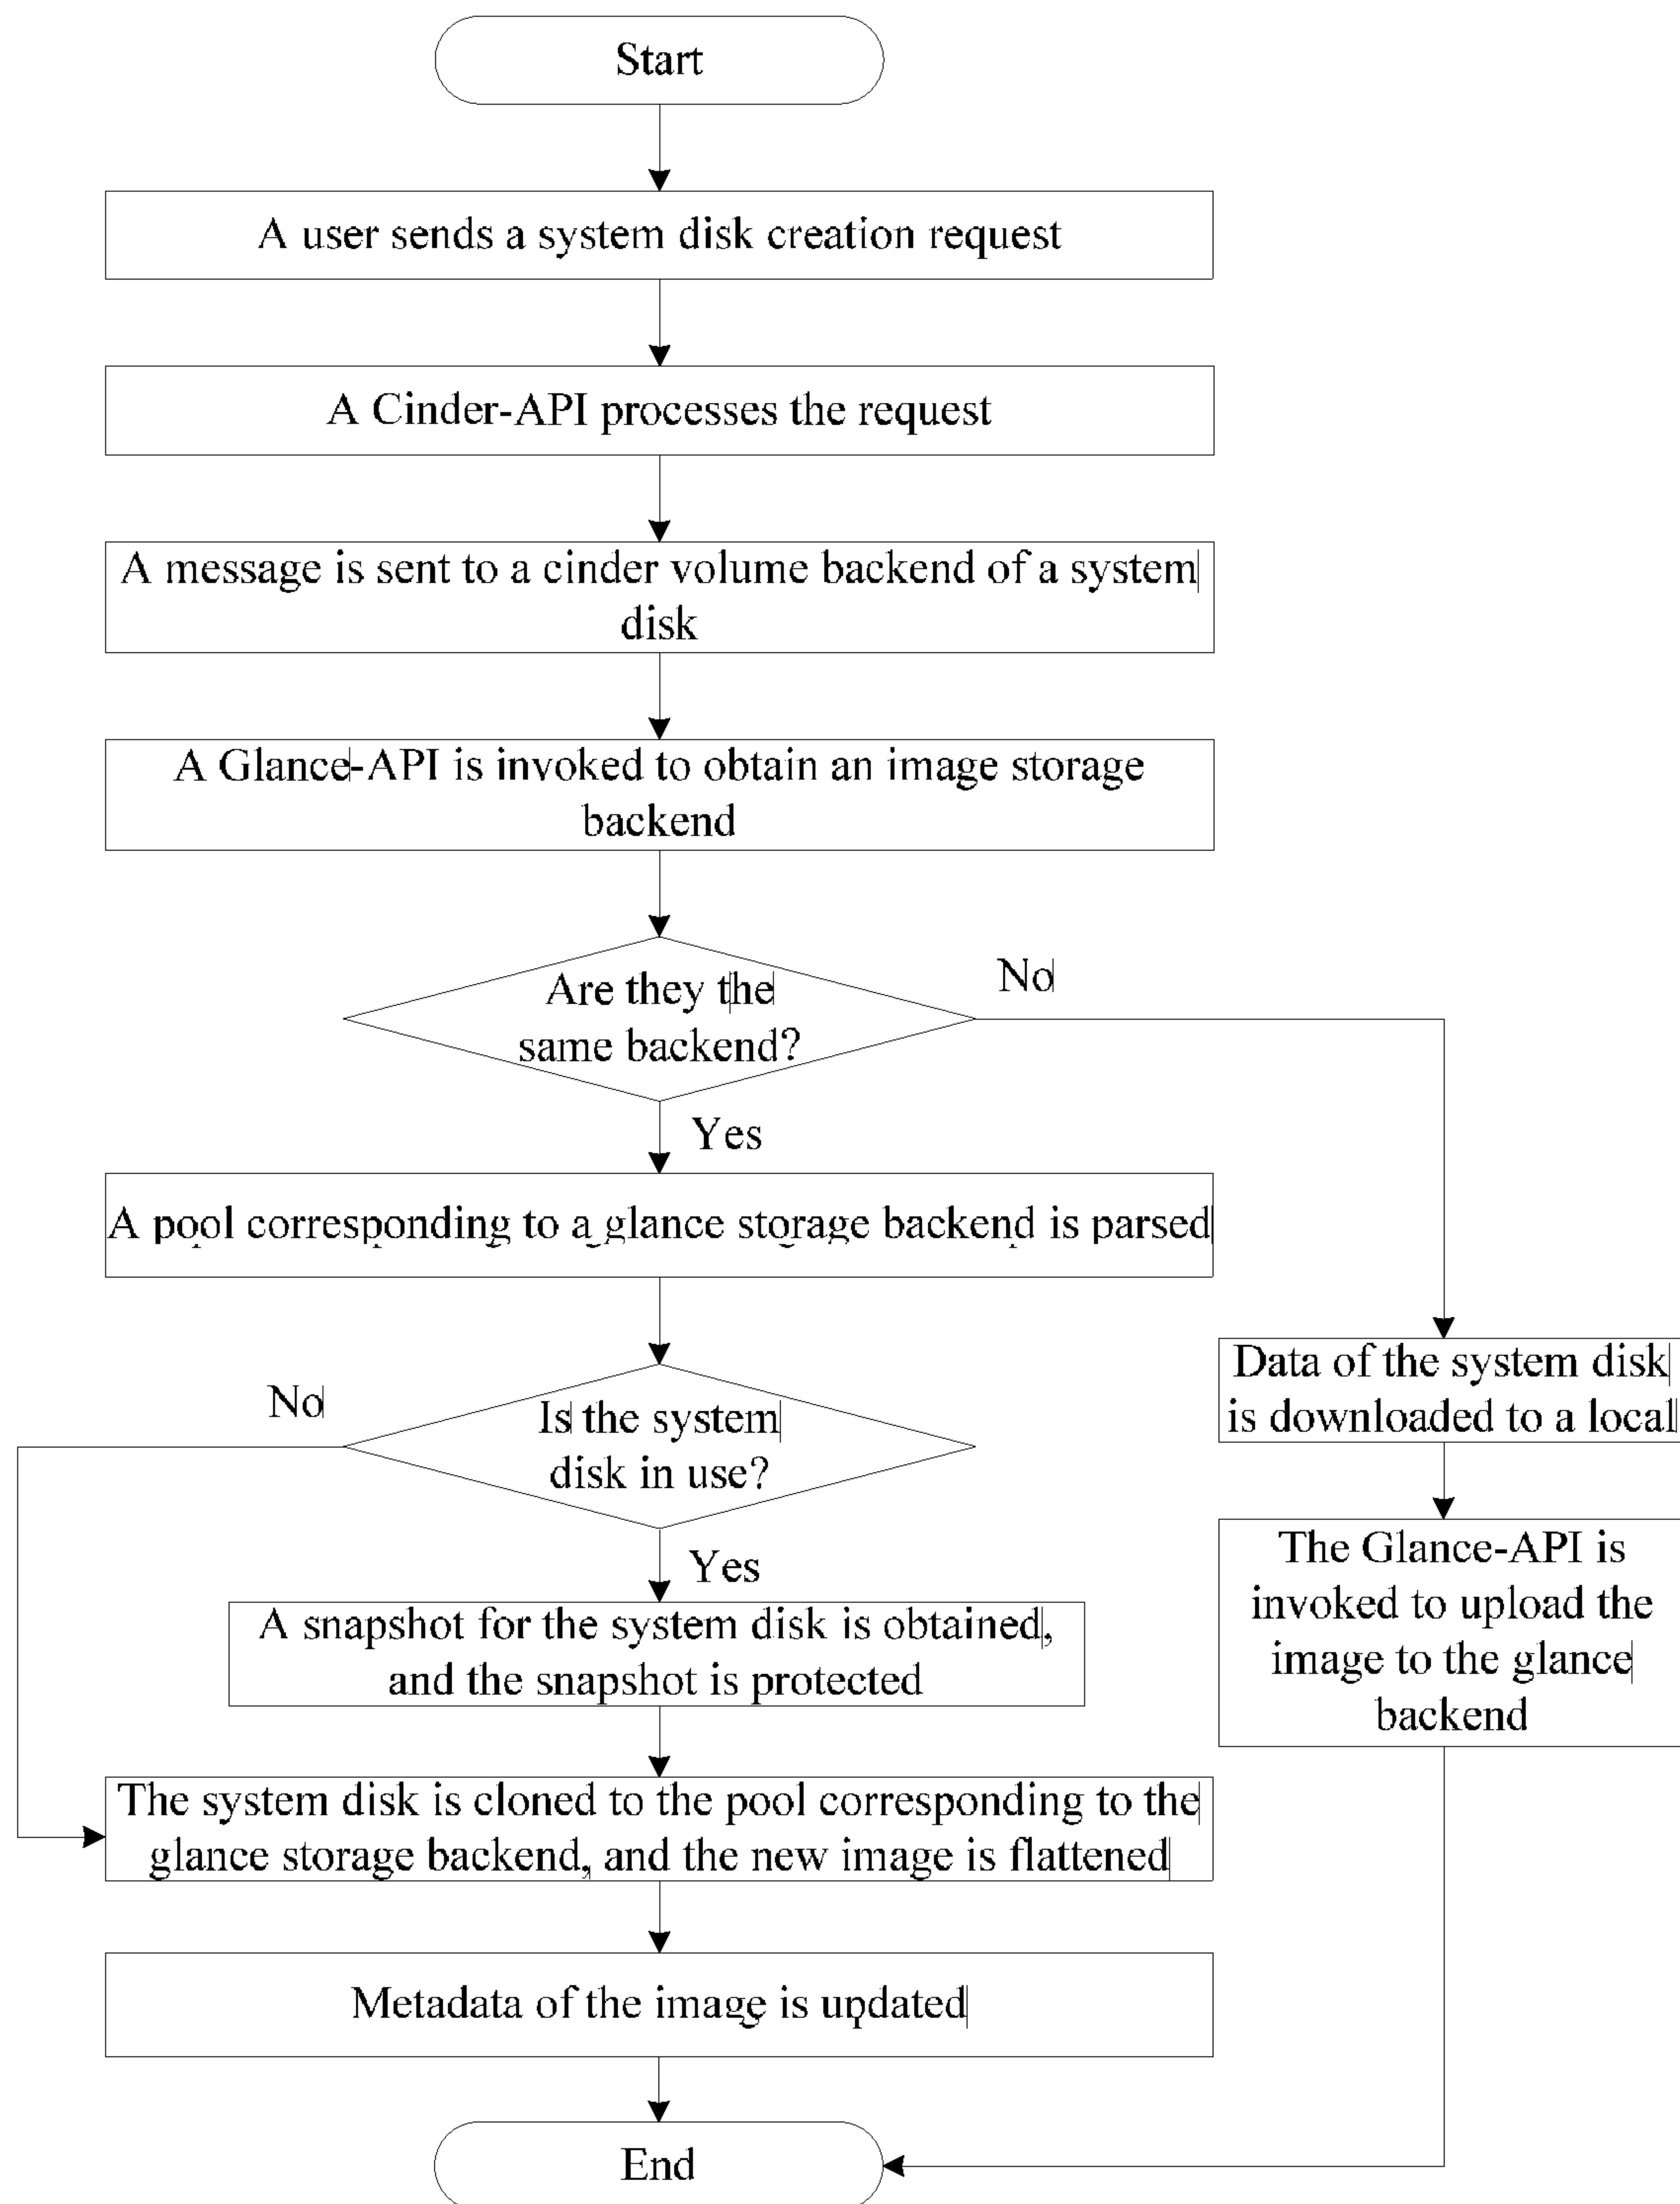 Start
A user sends a system disk creation request
A Cinder-API processes the request
A message is sent to a cinder volume backend of a system
disk
A Glance-API is invoked to obtain an image storage
backend
Are they the
same backend?
No
Yes
A pool corresponding to a glance storage backend is parsed
Is the system
disk in use?
No
Yes
A snapshot for the system disk is obtained,
and the snapshot is protected
The system disk is cloned to the pool corresponding to the
glance storage backend, and the new image is flattened
Metadata of the image is updated
Data of the system disk
is downloaded to a local
The Glance-API is
invoked to upload the
image to the glance
backend
End